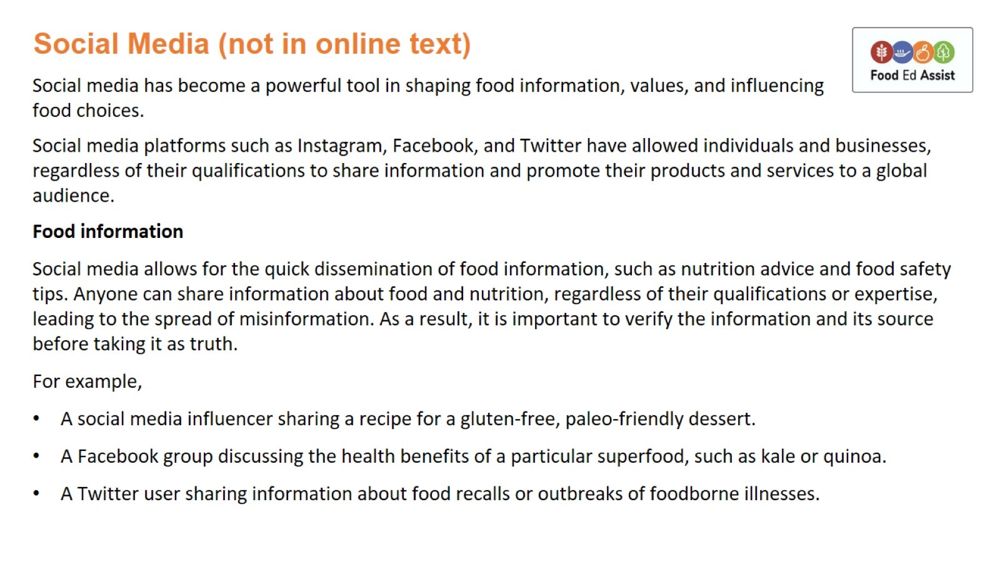 Social Media (not in online text)
Food Ed Assist
Social media has become a powerful tool in shaping food information, values, and influencing
food choices.
Social media platforms such as Instagram, Facebook, and Twitter have allowed individuals and businesses,
regardless of their qualifications to share information and promote their products and services to a global
audience.
Food information
Social media allows for the quick dissemination of food information, such as nutrition advice and food safety
tips. Anyone can share information about food and nutrition, regardless of their qualifications or expertise,
leading to the spread of misinformation. As a result, it is important to verify the information and its source
before taking it as truth.
For example,
• A social media influencer sharing a recipe for a gluten-free, paleo-friendly dessert.
• A Facebook group discussing the health benefits of a particular superfood, such as kale or quinoa.
• A Twitter user sharing information about food recalls or outbreaks of foodborne illnesses.